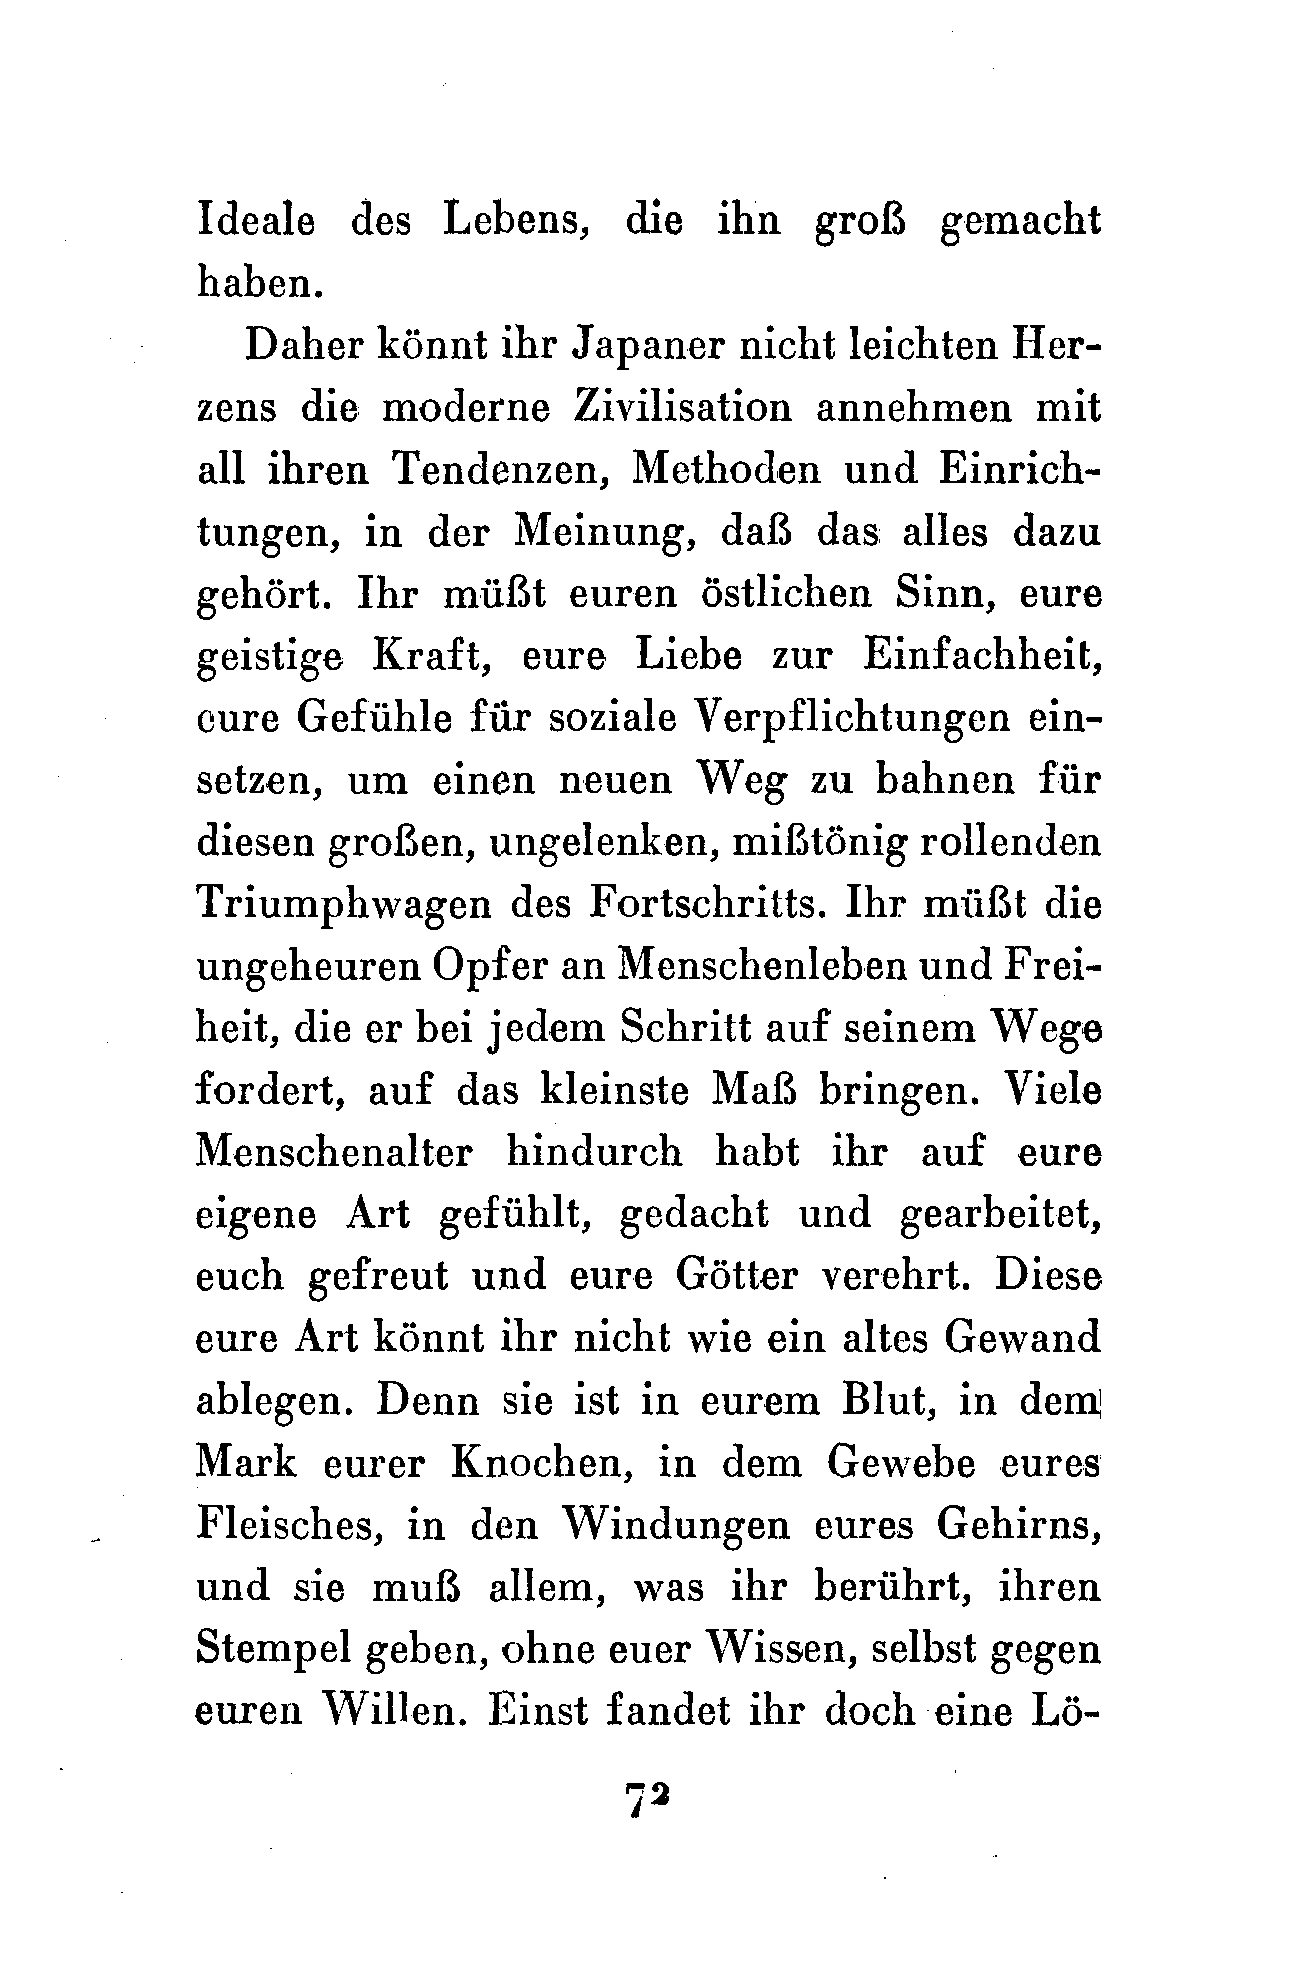 Ideale des Lebens, die ihn groß gemacht
haben.
Daher könnt ihr Japaner nicht leichten Her-
zens die moderne Zivilisation annehmen mit
all ihren Tendenzen, Methoden und Einrich-
tungen, in der Meinung, daß das alles dazu
gehört. Ihr müßt euren östlichen Sinn, eure
geistige Kraft, eure Liebe zur Einfachheit,
eure Gefühle für soziale Verpflichtungen ein-
setzen, um einen neuen Weg zu bahnen für
diesen großen, ungelenken, mißtönig rollenden
Triumphwagen des Fortschritts. Ihr müßt die
ungeheuren Opfer an Menschenleben und Frei-
heit, die er bei jedem Schritt auf seinem Wege
fordert, auf das kleinste Maß bringen. Viele
Menschenalter hindurch habt ihr auf eure
eigene Art gefühlt, gedacht und gearbeitet,
euch gefreut und eure Götter verehrt. Diese
eure Art könnt ihr nicht wie ein altes Gewand
ablegen. Denn sie ist in eurem Blut, in dem
Mark eurer Knochen, in dem Gewebe eures
Fleisches, in den Windungen eures Gehirns,
und sie muß allem, was ihr berührt, ihren
Stempel geben, ohne euer Wissen, selbst gegen
euren Willen. Einst fandet ihr doch eine Lö-
72